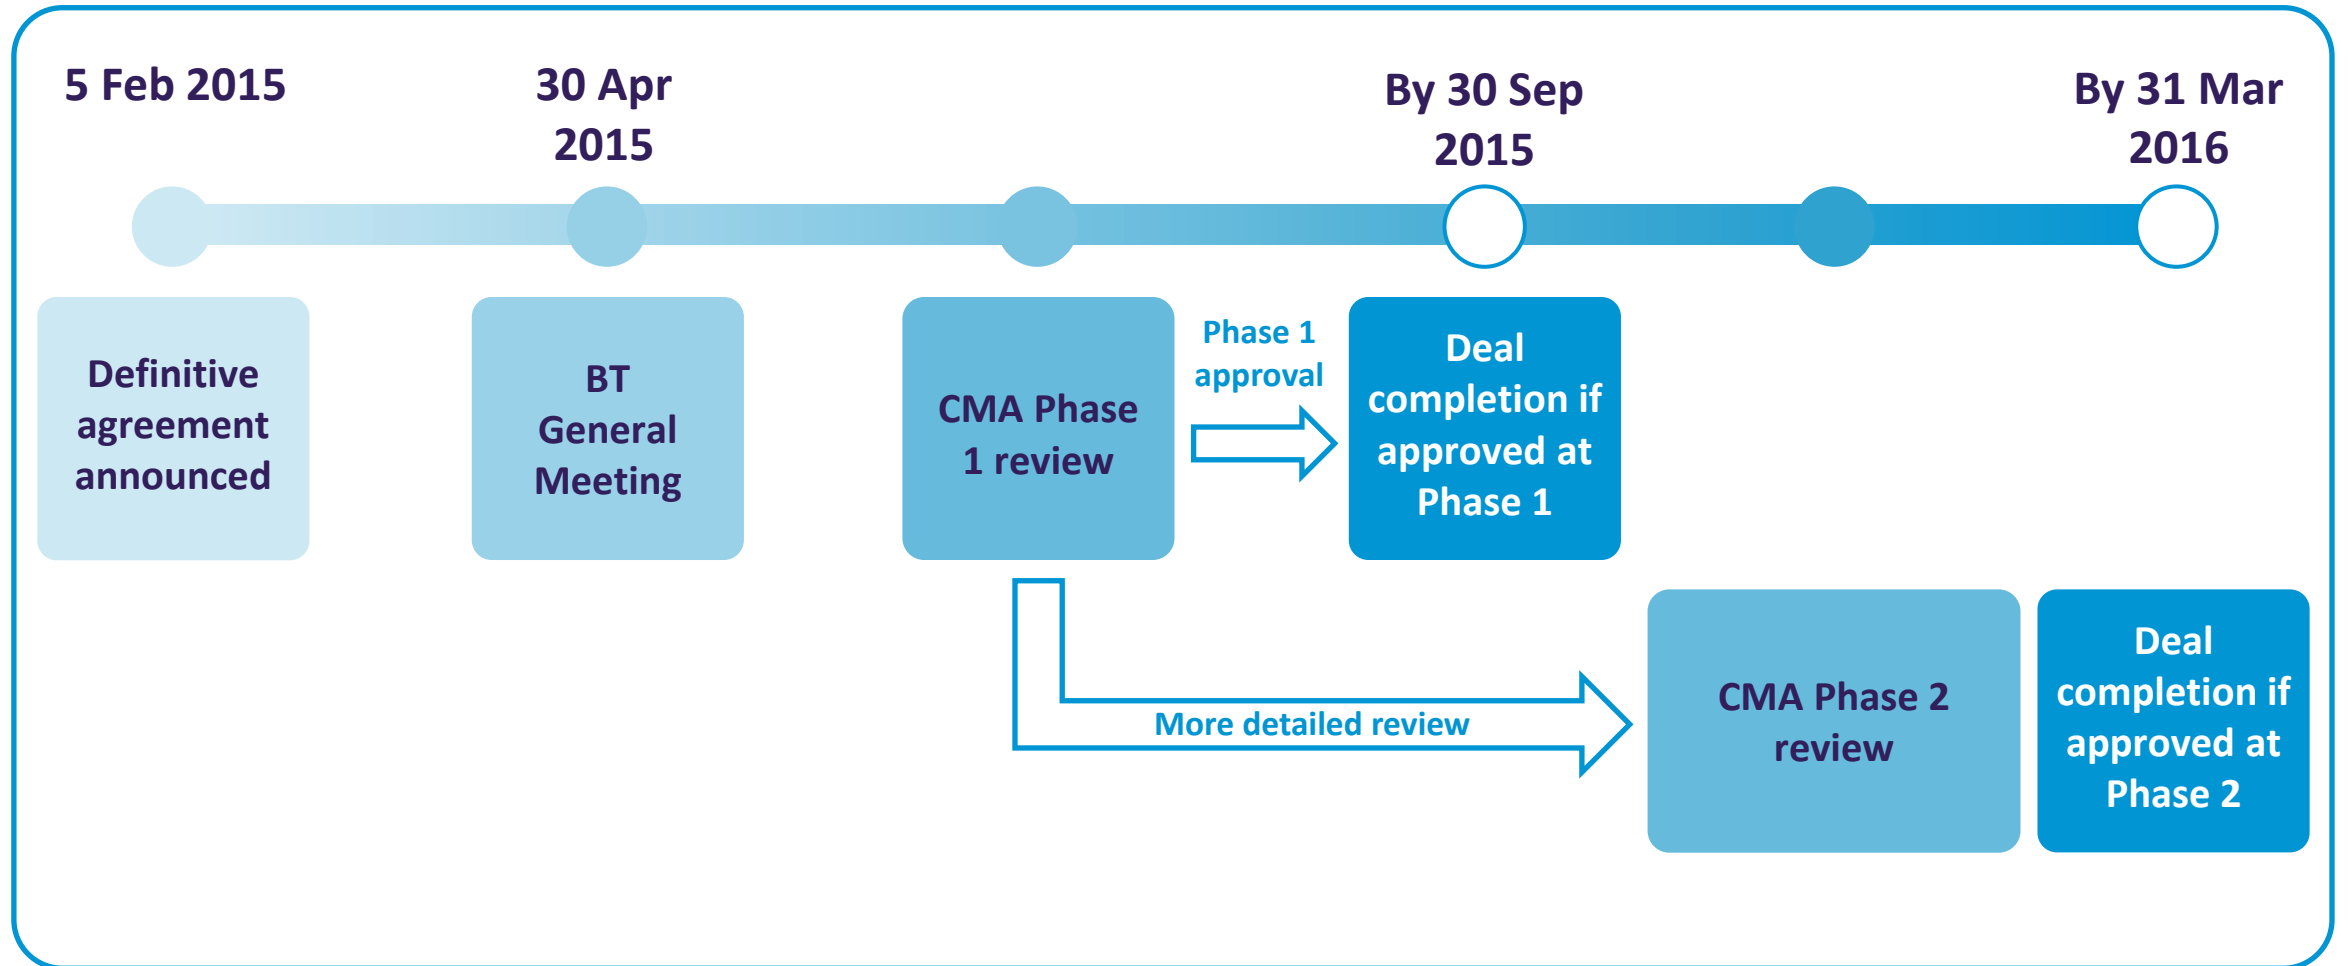 5 Feb 2015
30 Apr
2015
By 30 Sep
2015
By 31 Mar
2016
Definitive
agreement
announced
BT
General
Meeting
CMA Phase
1 review
Phase 1
approval
Deal
completion if
approved at
Phase 1
More detailed review
CMA Phase 2
review
Deal
completion if
approved at
Phase 2